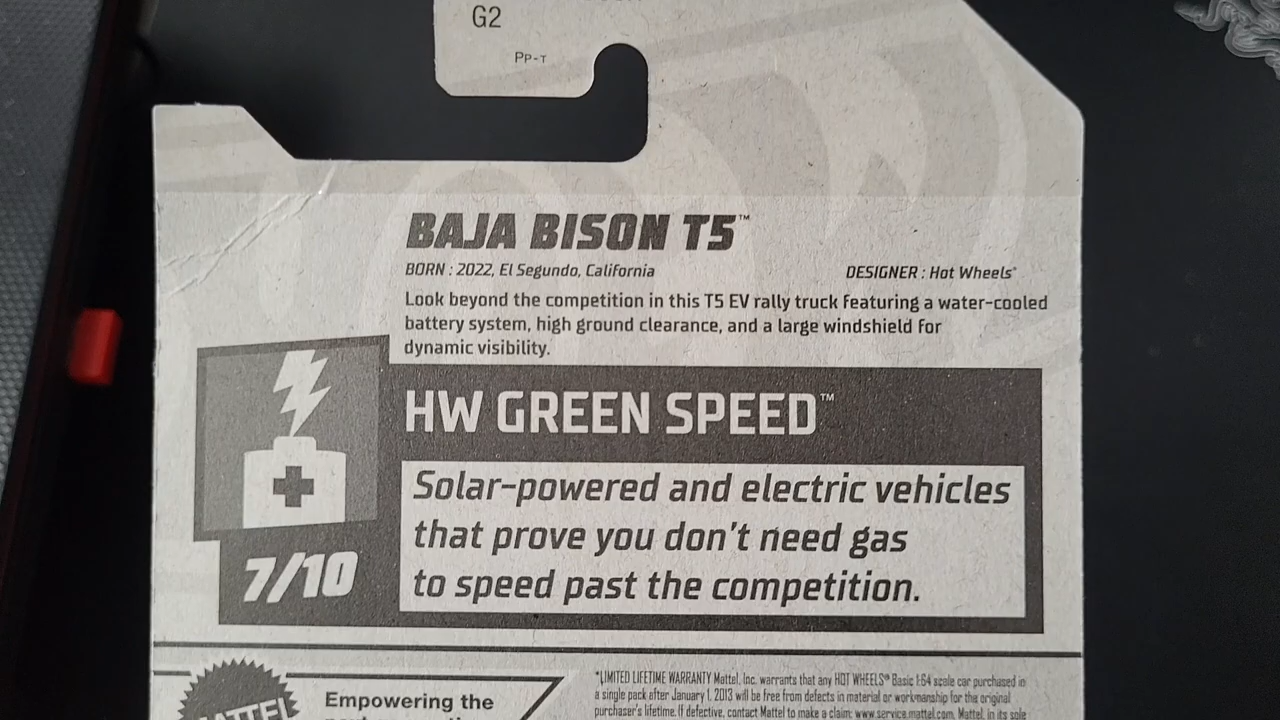 G2
PP-T
BAJA BISON T5™
BORN : 2022, El Segundo, California
DESIGNER : Hot Wheels®
Look beyond the competition in this T5 EV rally truck featuring a water-cooled
battery system, high ground clearance, and a large windshield for
dynamic visibility.
HW GREEN SPEED™
Solar-powered and electric vehicles
that prove you don't need gas
to speed past the competition.
7/10
MATTEL
Empowering the
*LIMITED LIFETIME WARRANTY Mattel, Inc. warrants that any HOT WHEELS® Basic 1:64 scale car purchased in
a single pack after January 1, 2013 will be free from defects in material or workmanship for the original
purchaser's lifetime. If defective, contact Mattel to make a claim: www.service.mattel.com. Mattel, in its sole